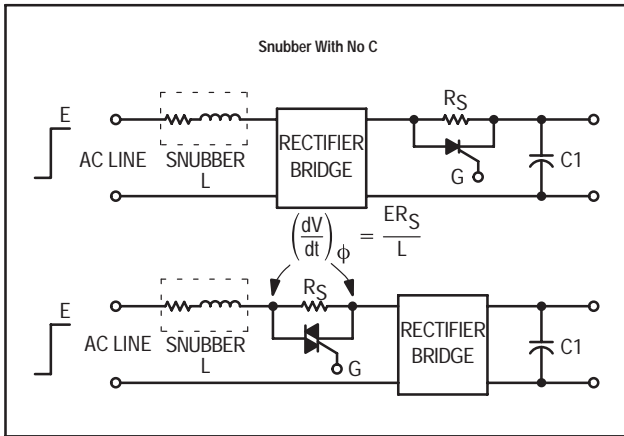 Snubber With No C
E
RS
AC LINE
SNUBBER
L
RECTIFIER
BRIDGE
G
C1
(dV/dt)ϕ = ERS/L
E
RS
AC LINE
SNUBBER
L
G
RECTIFIER
BRIDGE
C1